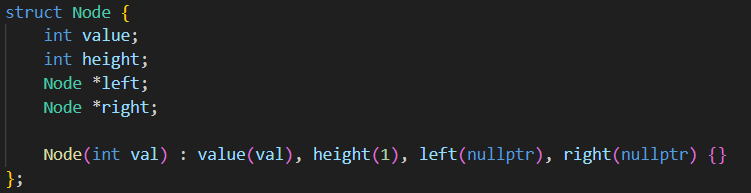 struct Node {
    int value;
    int height;
    Node *left;
    Node *right;

    Node(int val) : value(val), height(1), left(nullptr), right(nullptr) {}
};